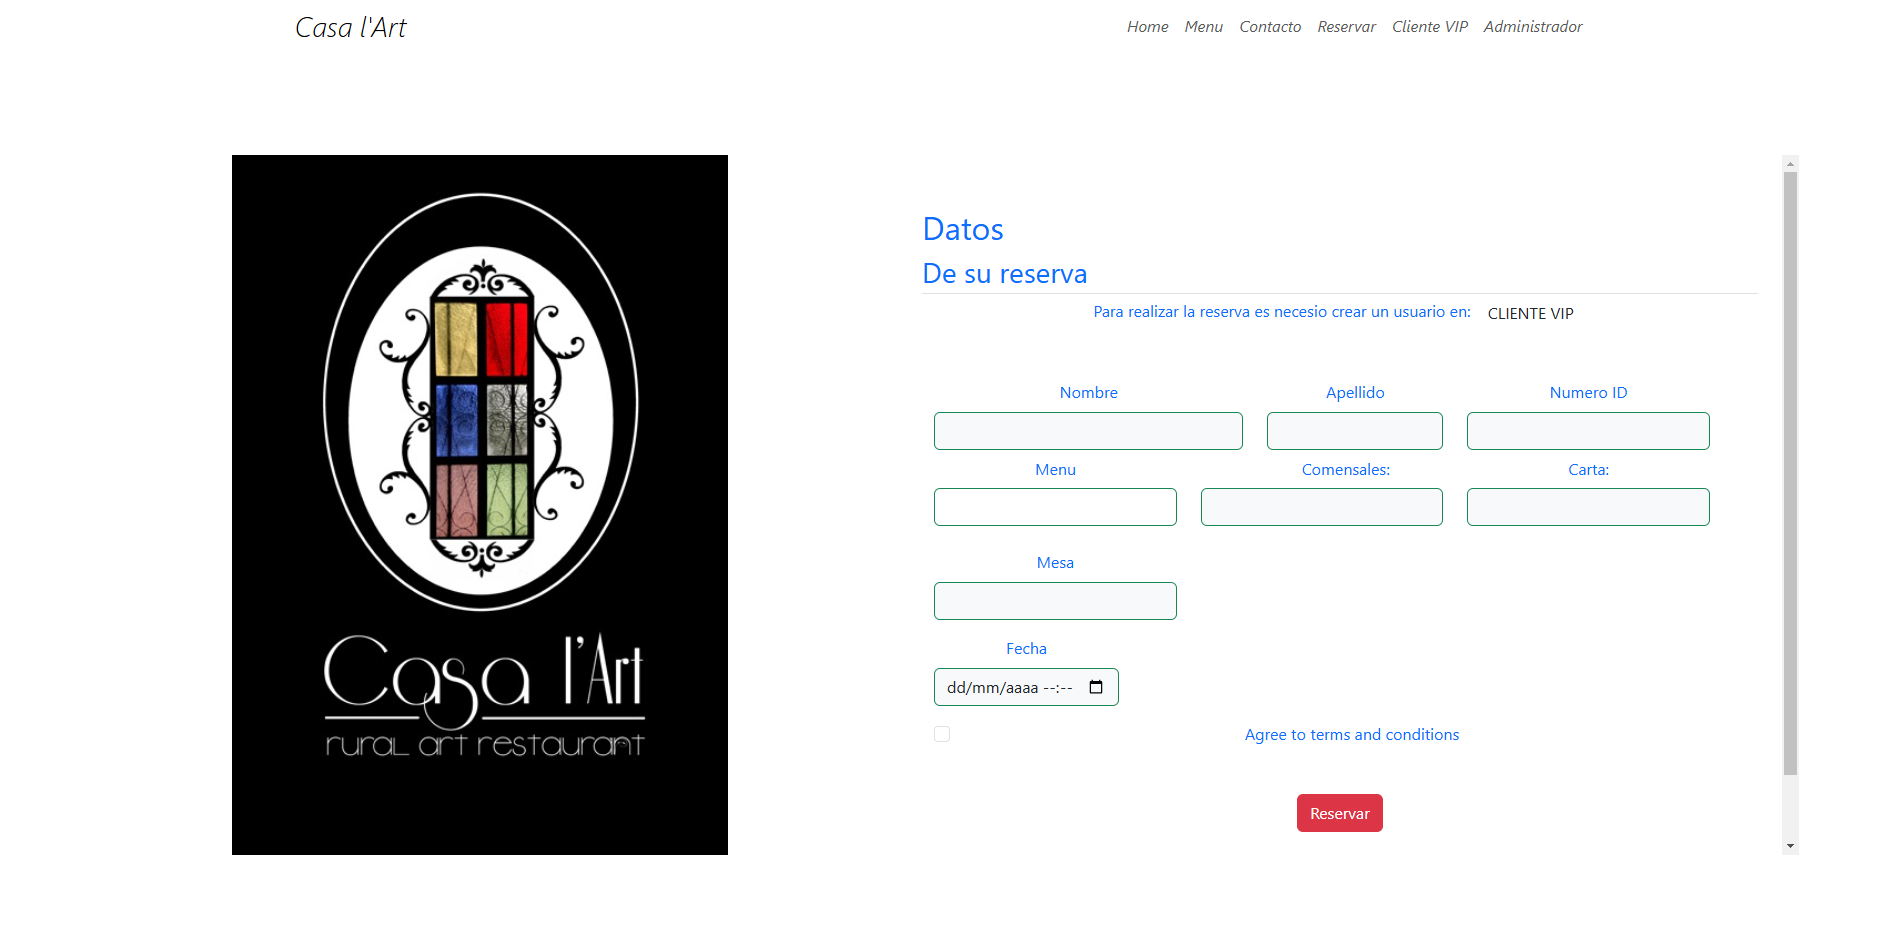 Casa l'Art
Home Menu Contacto Reservar Cliente VIP Administrador
Casa l'Art
rural art restaurant
Datos
De su reserva
Para realizar la reserva es necesio crear un usuario en: CLIENTE VIP
Nombre Apellido Numero ID
Menu Comensales: Carta:
Mesa
Fecha
dd/mm/aaaa --:--
Agree to terms and conditions
Reservar